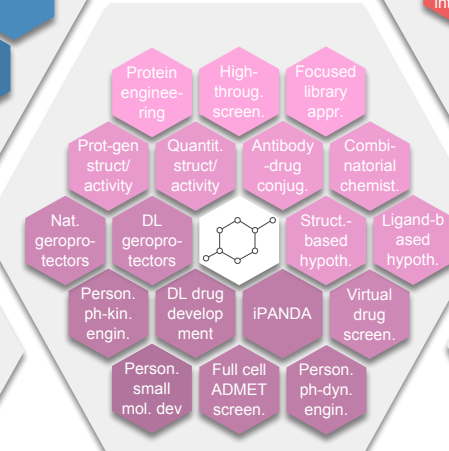 Protein
enginee-
ring
High-
throug.
screen.
Focused
library
appr.
Prot-gen
struct/
activity
Quantit.
struct/
activity
Antibody
-drug
conjug.
Combi-
natorial
chemist.
Nat.
geropro-
tectors
DL
geropro-
tectors
Struct.-
based
hypoth.
Ligand-b
ased
hypoth.
Person.
ph-kin.
engin.
DL drug
develop
ment
iPANDA
Virtual
drug
screen.
Person.
small
mol. dev
Full cell
ADMET
screen.
Person.
ph-dyn.
engin.